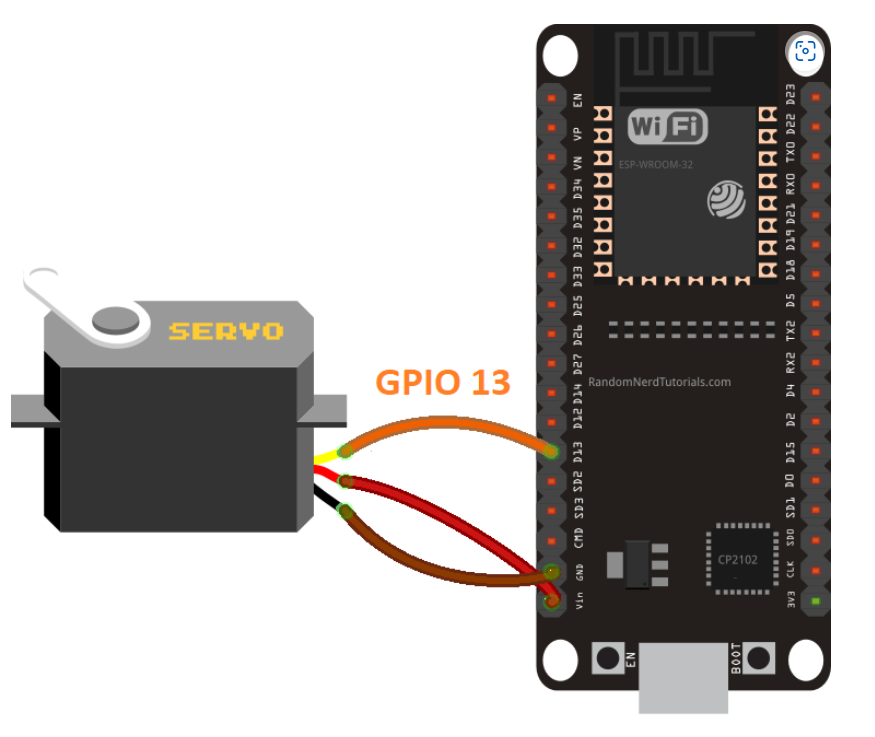 SERVO
GPIO 13
EN
VP
VN
D34
D35
D32
D33
D25
D26
D27
D14
D12
D13
SD2
SD3
CMD
GND
Vin
WiFi
ESP-WROOM-32
RandomNerdTutorials.com
CP2102
EN
BOOT
D23
D22
TX0
RX0
D21
D19
D18
D5
TX2
RX2
D4
D2
D15
D0
SD1
SD0
CLK
3V3